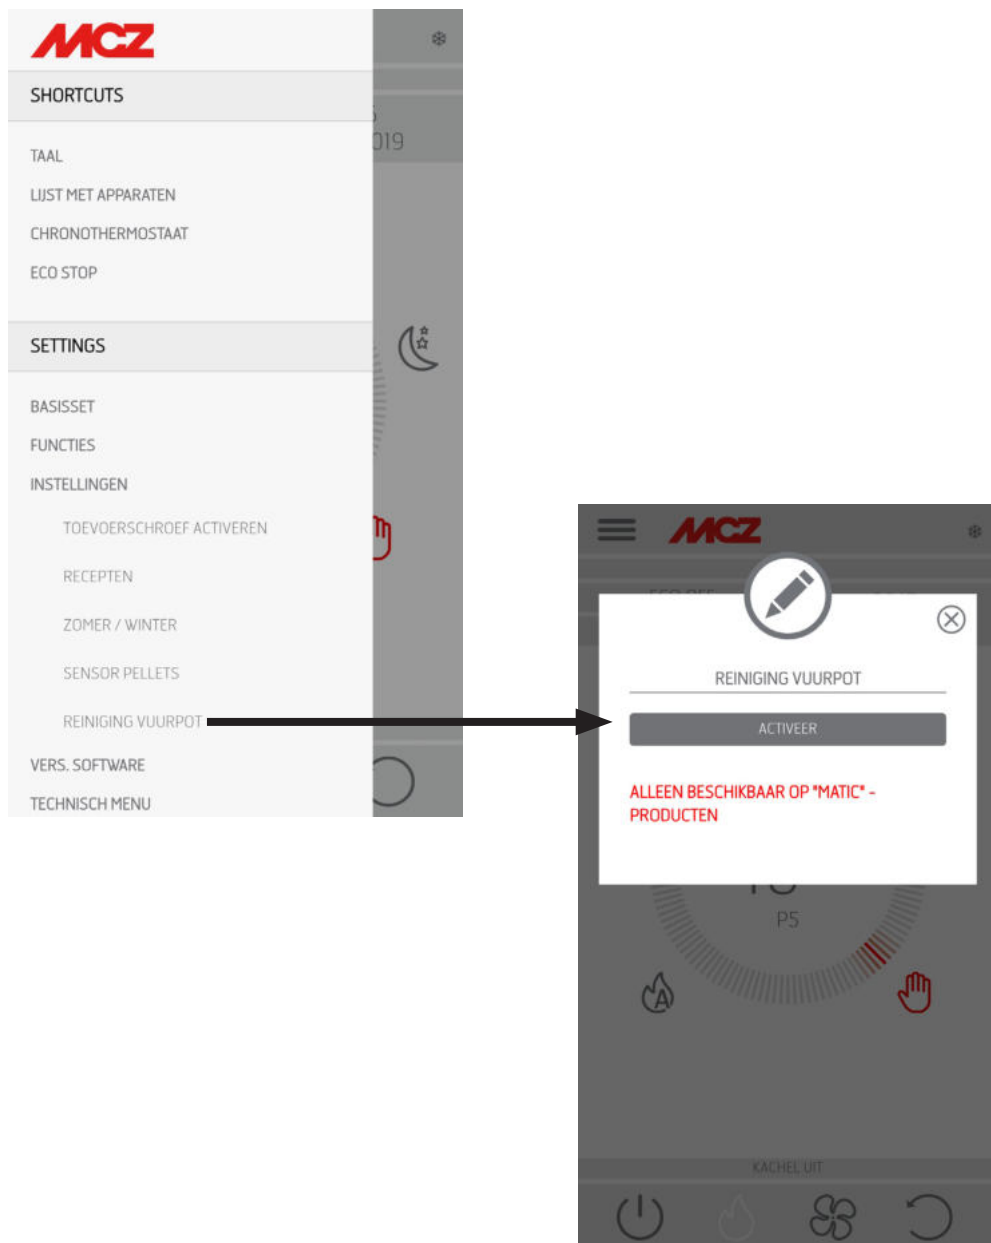 MCZ
SHORTCUTS
019
TAAL
LIJST MET APPARATEN
CHRONOTHERMOSTAAT
ECO STOP
SETTINGS
BASISSET
FUNCTIES
INSTELLINGEN
TOEVOERSCHROEF ACTIVEREN
RECEPTEN
ZOMER / WINTER
SENSOR PELLETS
REINIGING VUURPOT
VERS. SOFTWARE
TECHNISCH MENU
MCZ
REINIGING VUURPOT
ACTIVEER
ALLEEN BESCHIKBAAR OP "MATIC" -
PRODUCTEN
P5
A
KACHEL UIT